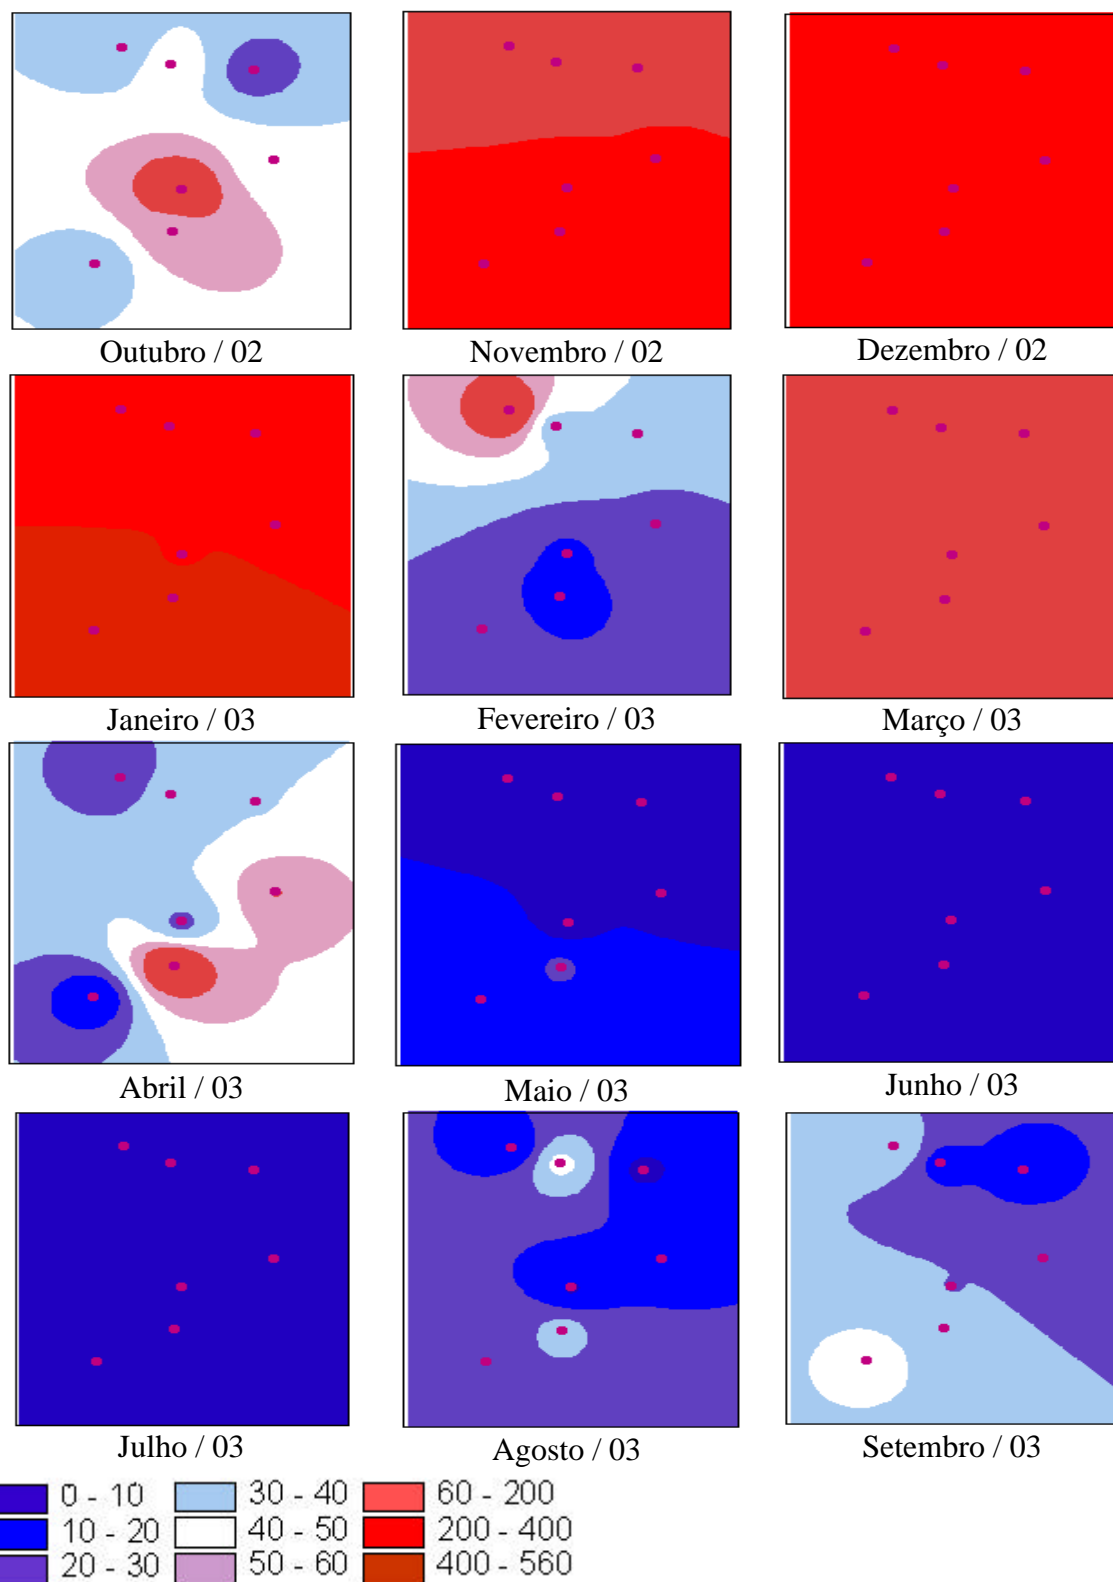 Outubro / 02
Novembro / 02
Dezembro / 02
Janeiro / 03
Fevereiro / 03
Março / 03
Abril / 03
Maio / 03
Junho / 03
Julho / 03
Agosto / 03
Setembro / 03
0 - 10
30 - 40
60 - 200
10 - 20
40 - 50
200 - 400
20 - 30
50 - 60
400 - 560